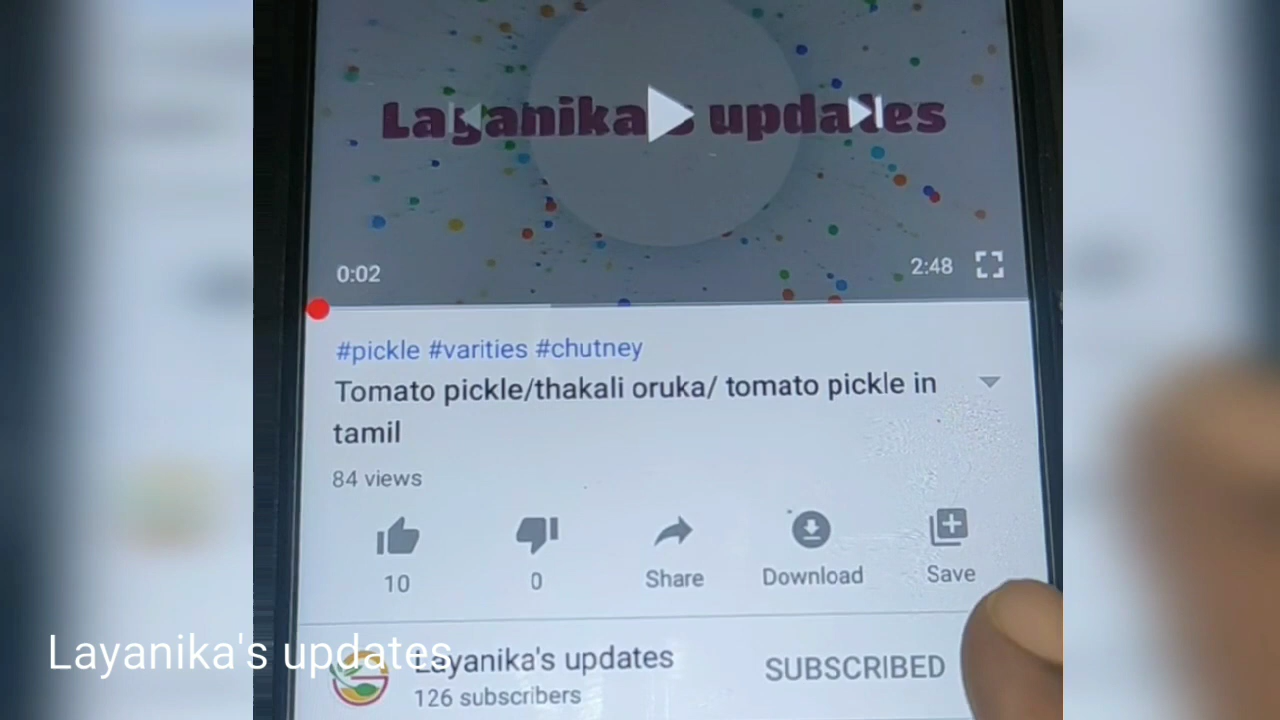 Layanika's updates
0:02
2:48
#pickle #varities #chutney
Tomato pickle/thakali oruka/ tomato pickle in
tamil
84 views
10
0
Share
Download
Save
Layanika's updates
SUBSCRIBED
126 subscribers
Layanika's updates